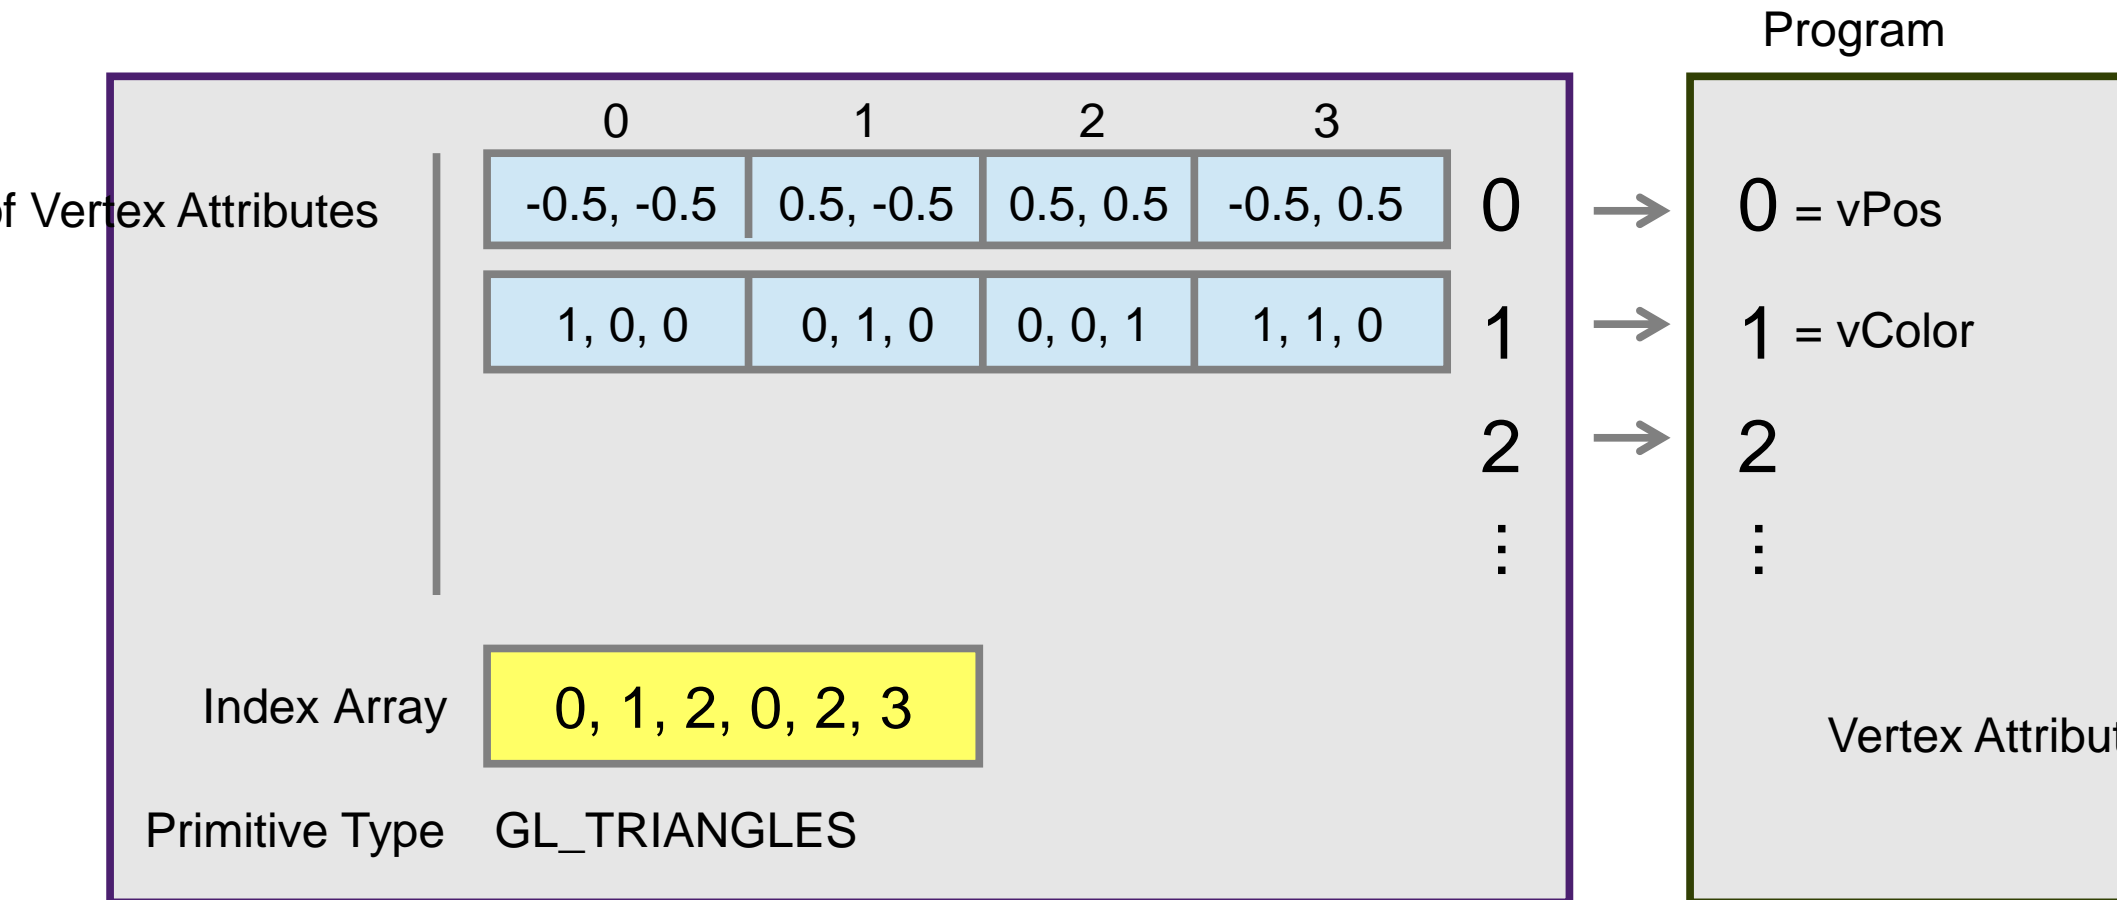 Program
0 1 2 3
of Vertex Attributes -0.5, -0.5 0.5, -0.5 0.5, 0.5 -0.5, 0.5 0 0 = vPos
1, 0, 0 0, 1, 0 0, 0, 1 1, 1, 0 1 1 = vColor
2 2
⋮ ⋮
Index Array 0, 1, 2, 0, 2, 3
Vertex Attribut
Primitive Type GL_TRIANGLES